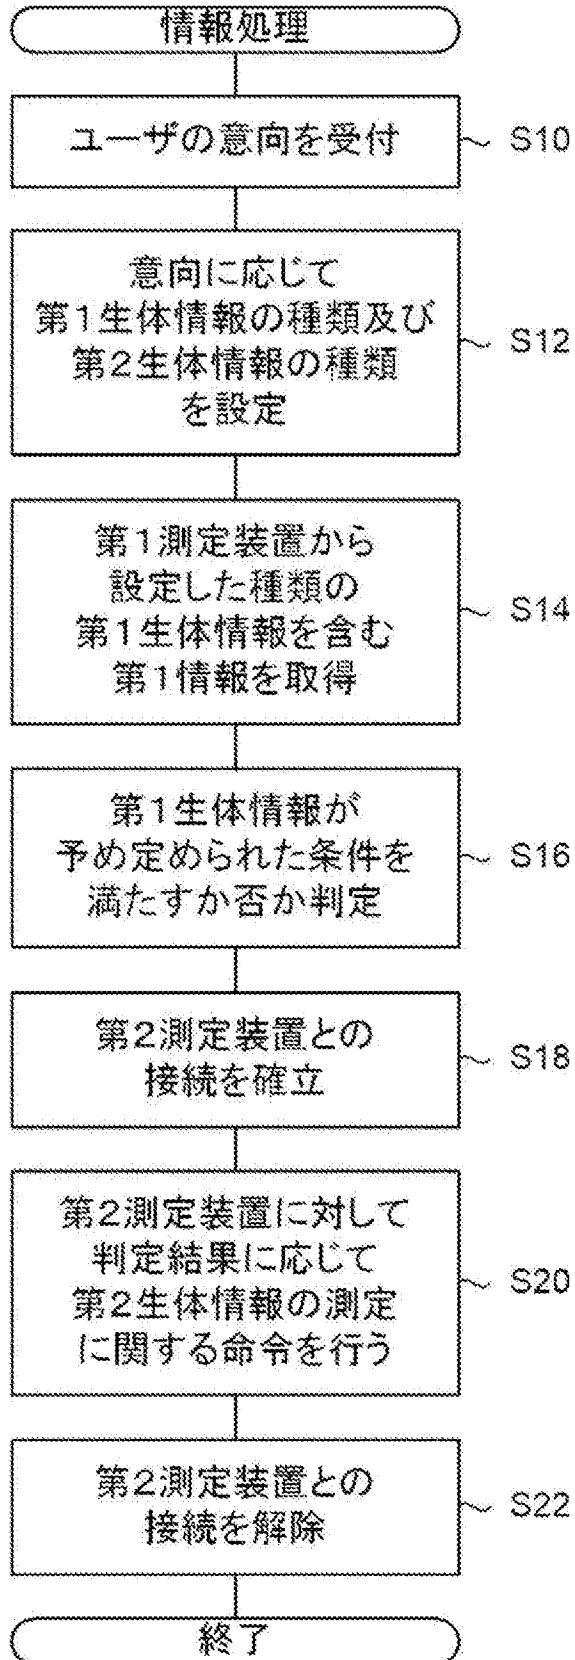 情報処理
ユーザの意向を受付
S10
意向に応じて
第1生体情報の種類及び
第2生体情報の種類
を設定
S12
第1測定装置から
設定した種類の
第1生体情報を含む
第1情報を取得
S14
第1生体情報が
予め定められた条件を
満たすか否か判定
S16
第2測定装置との
接続を確立
S18
第2測定装置に対して
判定結果に応じて
第2生体情報の測定
に関する命令を行う
S20
第2測定装置との
接続を解除
S22
終了